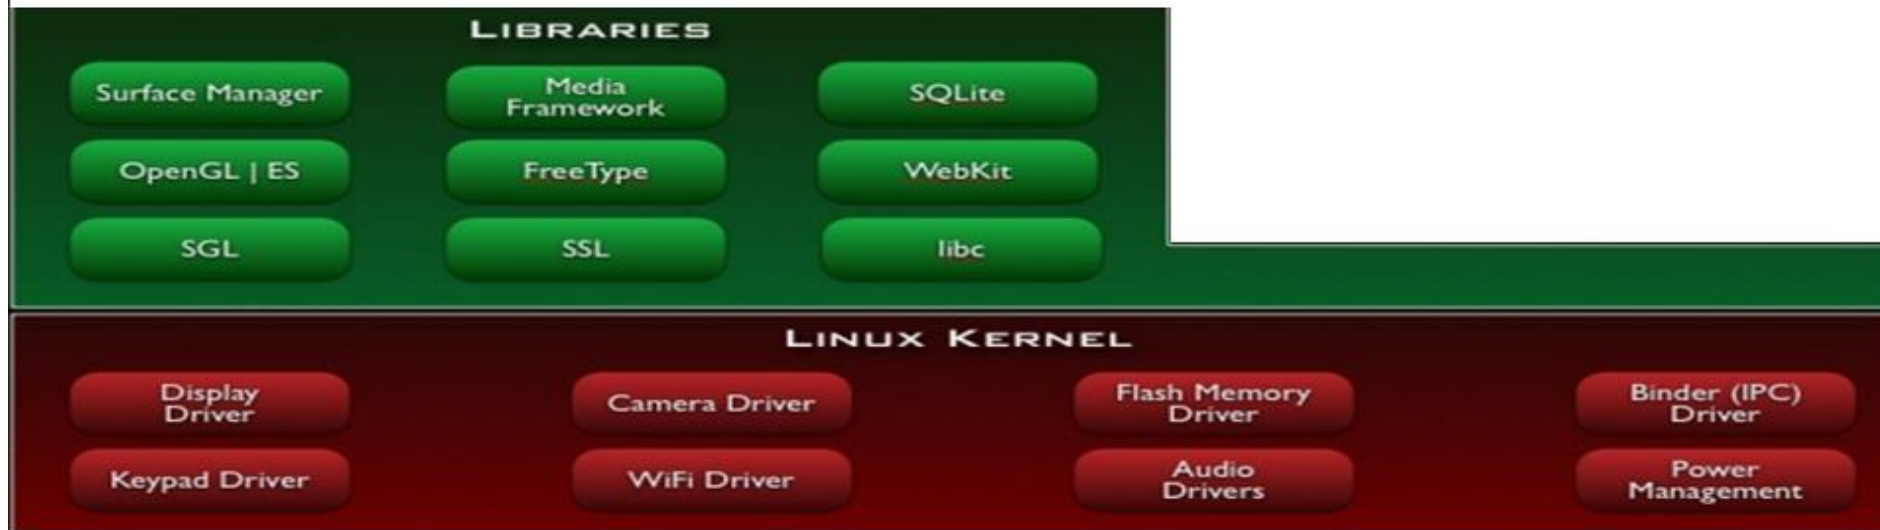 LIBRARIES
Surface Manager
Media
Framework
SQLite
OpenGL | ES
FreeType
WebKit
SGL
SSL
libc
LINUX KERNEL
Display
Driver
Camera Driver
Flash Memory
Driver
Binder (IPC)
Driver
Keypad Driver
WiFi Driver
Audio
Drivers
Power
Management